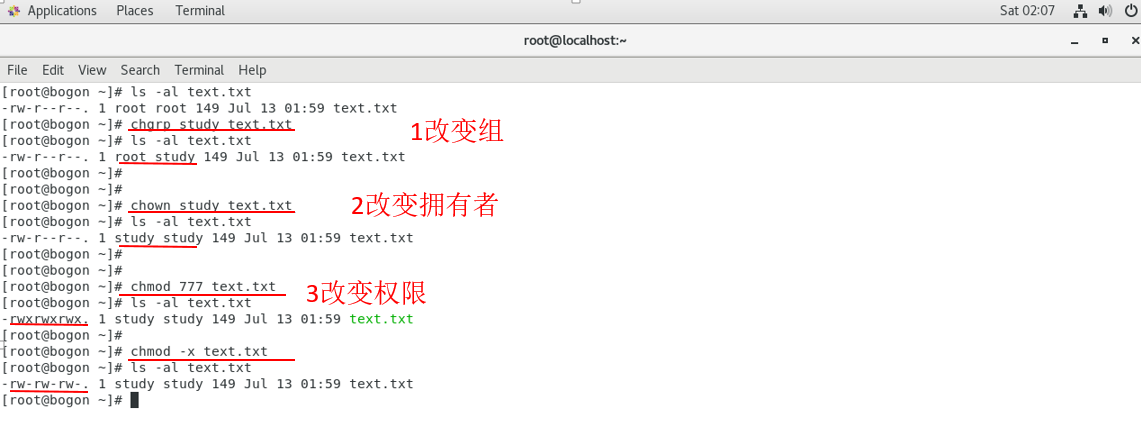 Applications Places Terminal Sat 02:07
root@localhost:~
File Edit View Search Terminal Help
[root@bogon ~]# ls -al text.txt
-rw-r--r--. 1 root root 149 Jul 13 01:59 text.txt
[root@bogon ~]# chgrp study text.txt
1改变组
[root@bogon ~]# ls -al text.txt
-rw-r--r--. 1 root study 149 Jul 13 01:59 text.txt
[root@bogon ~]#
[root@bogon ~]#
[root@bogon ~]# chown study text.txt
2改变拥有者
[root@bogon ~]# ls -al text.txt
-rw-r--r--. 1 study study 149 Jul 13 01:59 text.txt
[root@bogon ~]#
[root@bogon ~]#
[root@bogon ~]# chmod 777 text.txt
3改变权限
[root@bogon ~]# ls -al text.txt
-rwxrwxrwx. 1 study study 149 Jul 13 01:59 text.txt
[root@bogon ~]#
[root@bogon ~]# chmod -x text.txt
[root@bogon ~]# ls -al text.txt
-rw-rw-rw-. 1 study study 149 Jul 13 01:59 text.txt
[root@bogon ~]#